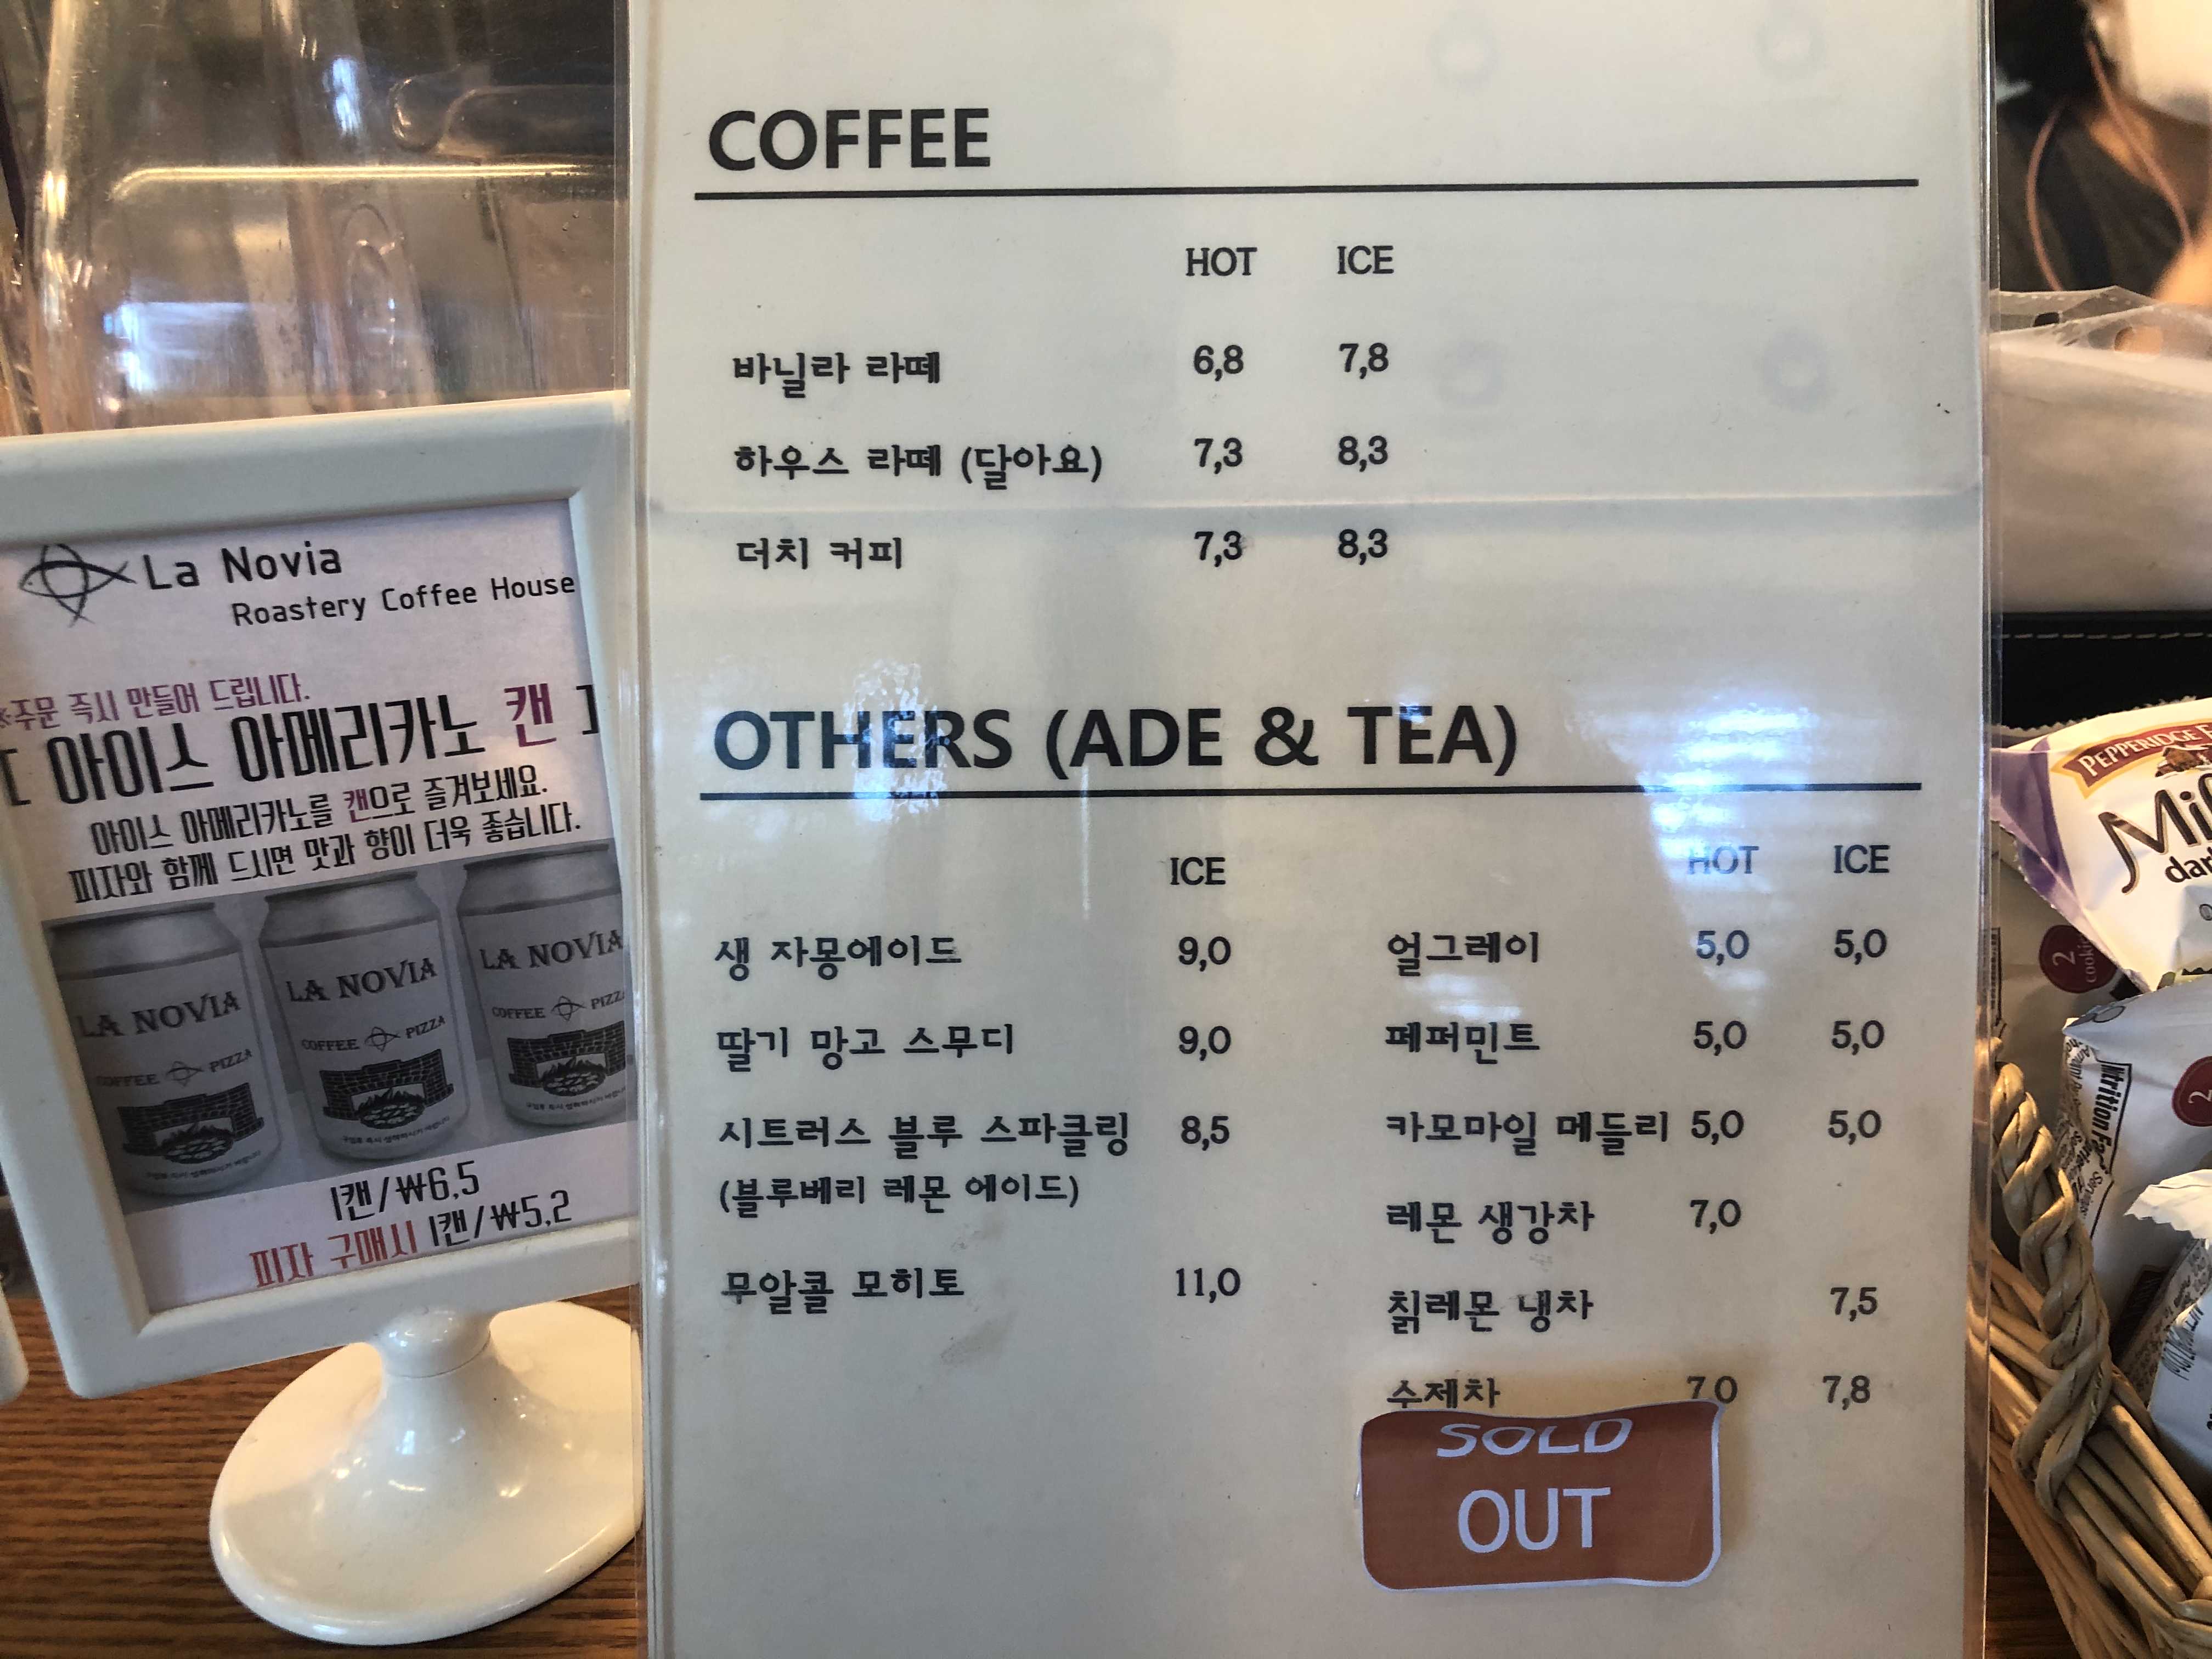 La Novia
Roastery Coffee House
※주문 즉시 만들어 드립니다.
아이스 아메리카노 캔
아이스 아메리카노를 캔으로 즐겨보세요.
피자와 함께 드시면 맛과 향이 더욱 좋습니다.
LA NOVIA
COFFEE PIZZA
LA NOVIA
COFFEE PIZZA
LA NOVIA
COFFEE PIZZ
1캔/₩6,5
피자 구매시 1캔/₩5,2
COFFEE
HOT ICE
바닐라 라떼 6,8 7,8
하우스 라떼 (달아요) 7,3 8,3
더치 커피 7,3 8,3
OTHERS (ADE & TEA)
ICE
생 자몽에이드 9,0
딸기 망고 스무디 9,0
시트러스 블루 스파클링 8,5
(블루베리 레몬 에이드)
무알콜 모히토 11,0
HOT ICE
얼그레이 5,0 5,0
페퍼민트 5,0 5,0
카모마일 메들리 5,0 5,0
레몬 생강차 7,0
칡레몬 냉차 7,5
수제차 7,0 7,8
SOLD
OUT
PEPPERIDGE
2
2